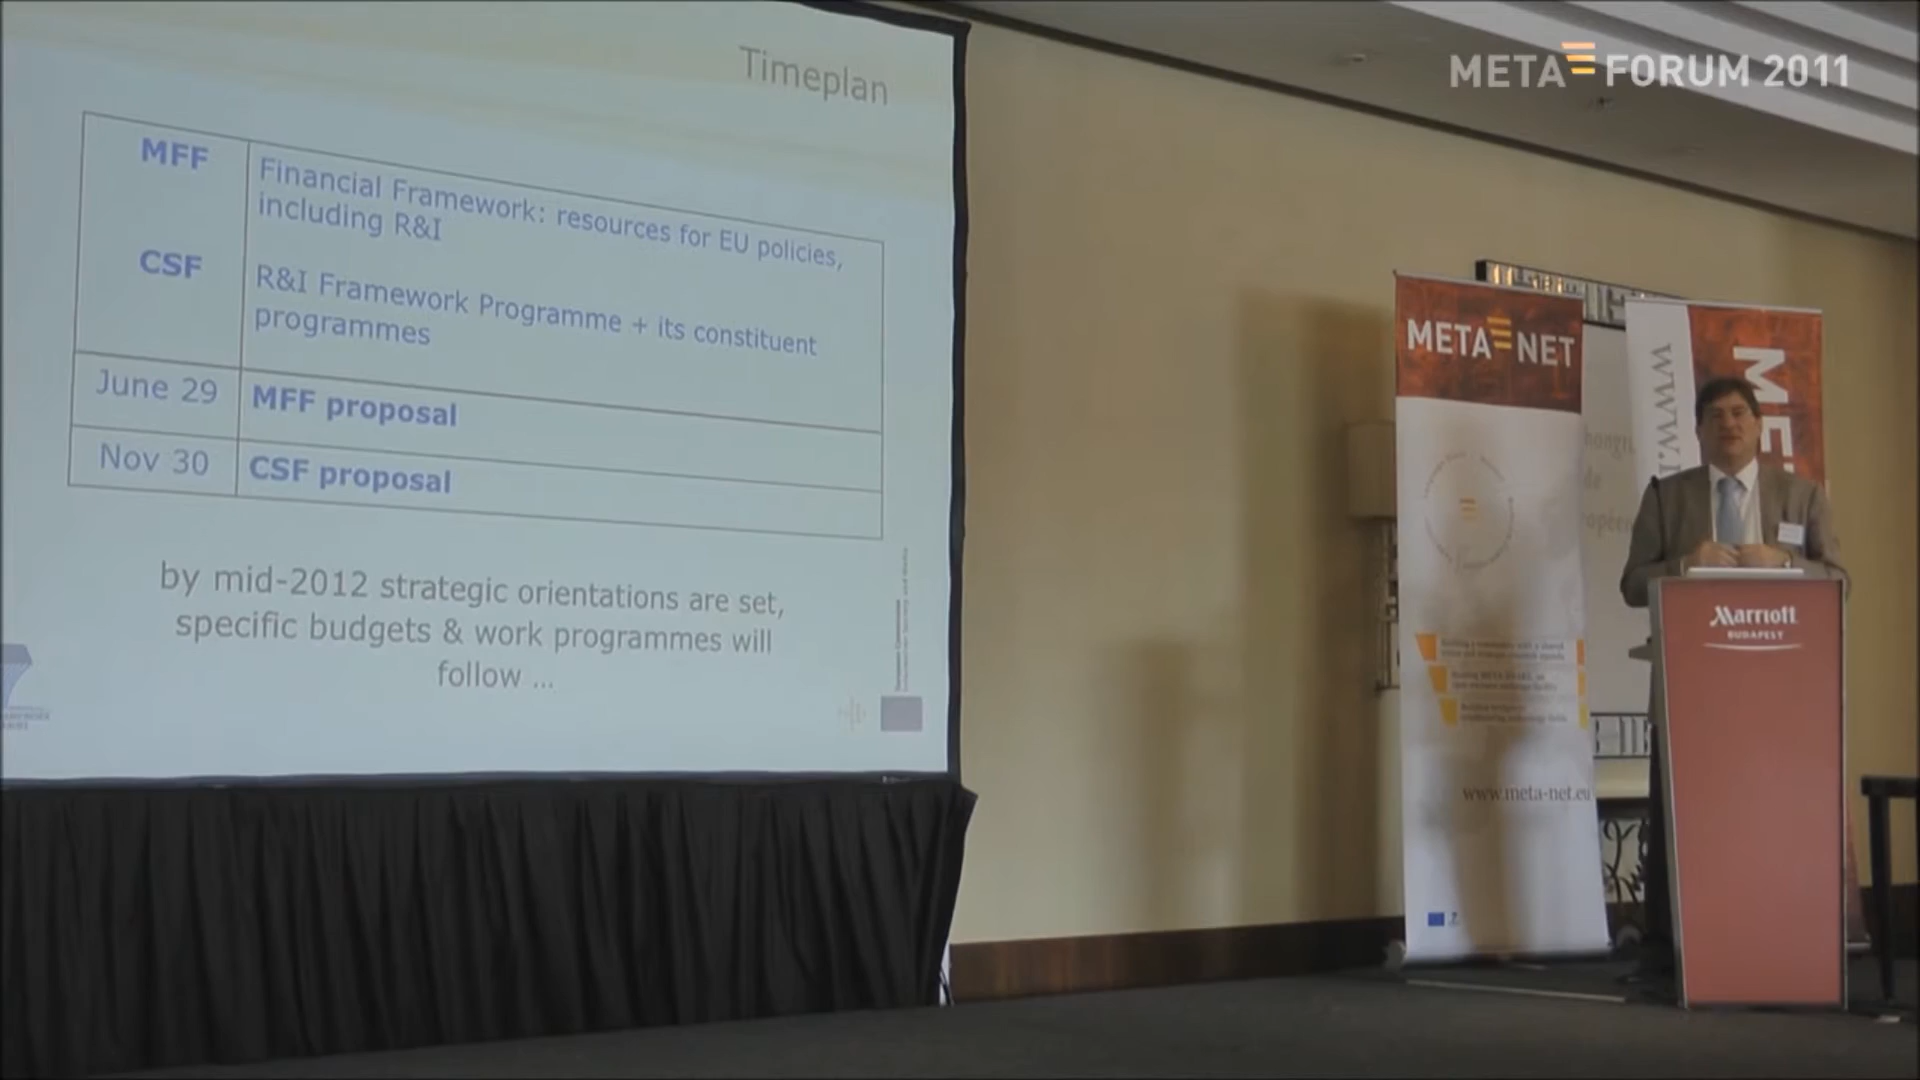 META FORUM 2011
Timeplan
MFF
Financial Framework: resources for EU policies,
including R&I
CSF
R&I Framework Programme + its constituent
programmes
June 29
MFF proposal
Nov 30
CSF proposal
by mid-2012 strategic orientations are set,
specific budgets & work programmes will
follow ...
META NET
www.meta-net.eu
Marriott
BUDAPEST